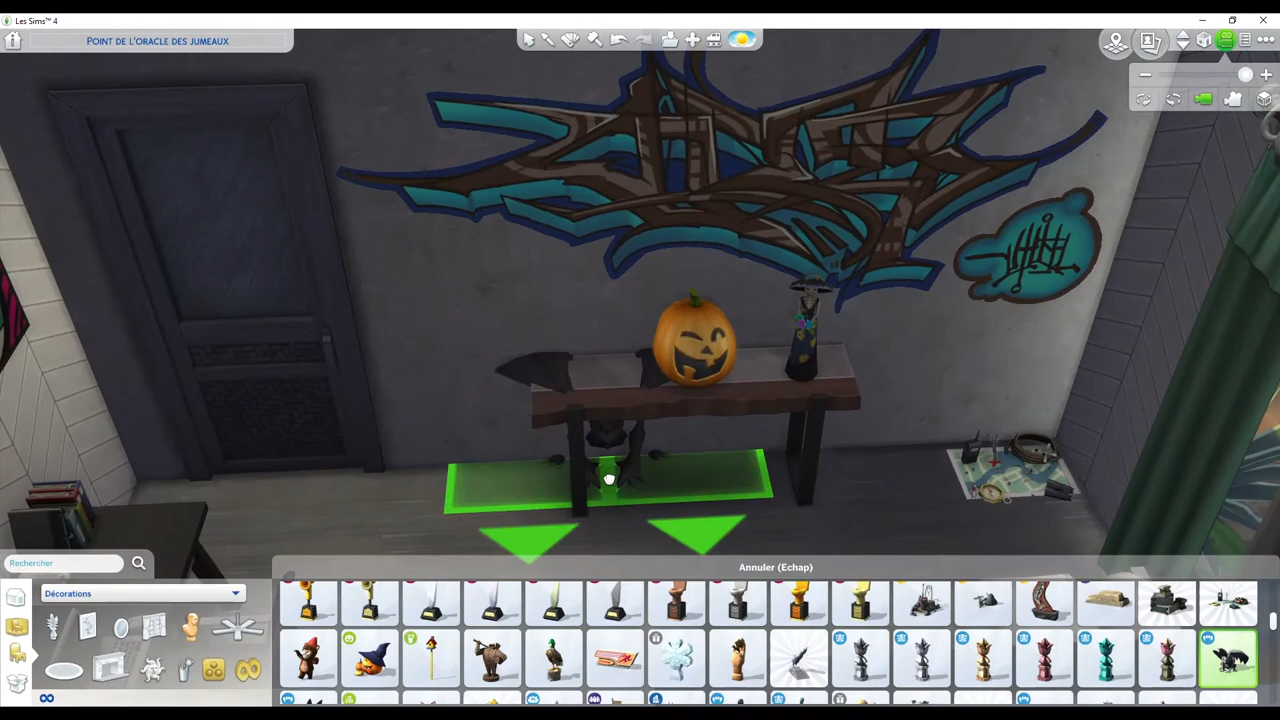 Les Sims™ 4
POINT DE L'ORACLE DES JUMEAUX
Rechercher
Annuler (Echap)
Décorations